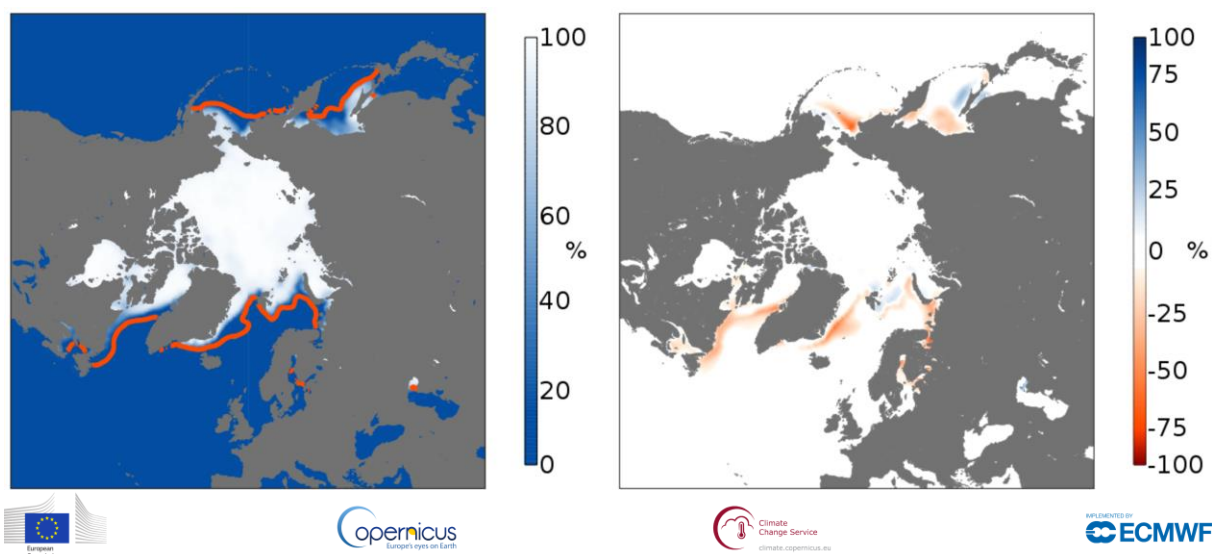 100
80
60
%
40
20
0
100
75
50
25
0 %
-25
-50
-75
-100
European
opernicus
Europe's eyes on Earth
Climate
Change Service
climate.copernicus.eu
IMPLEMENTED BY
ECMWF